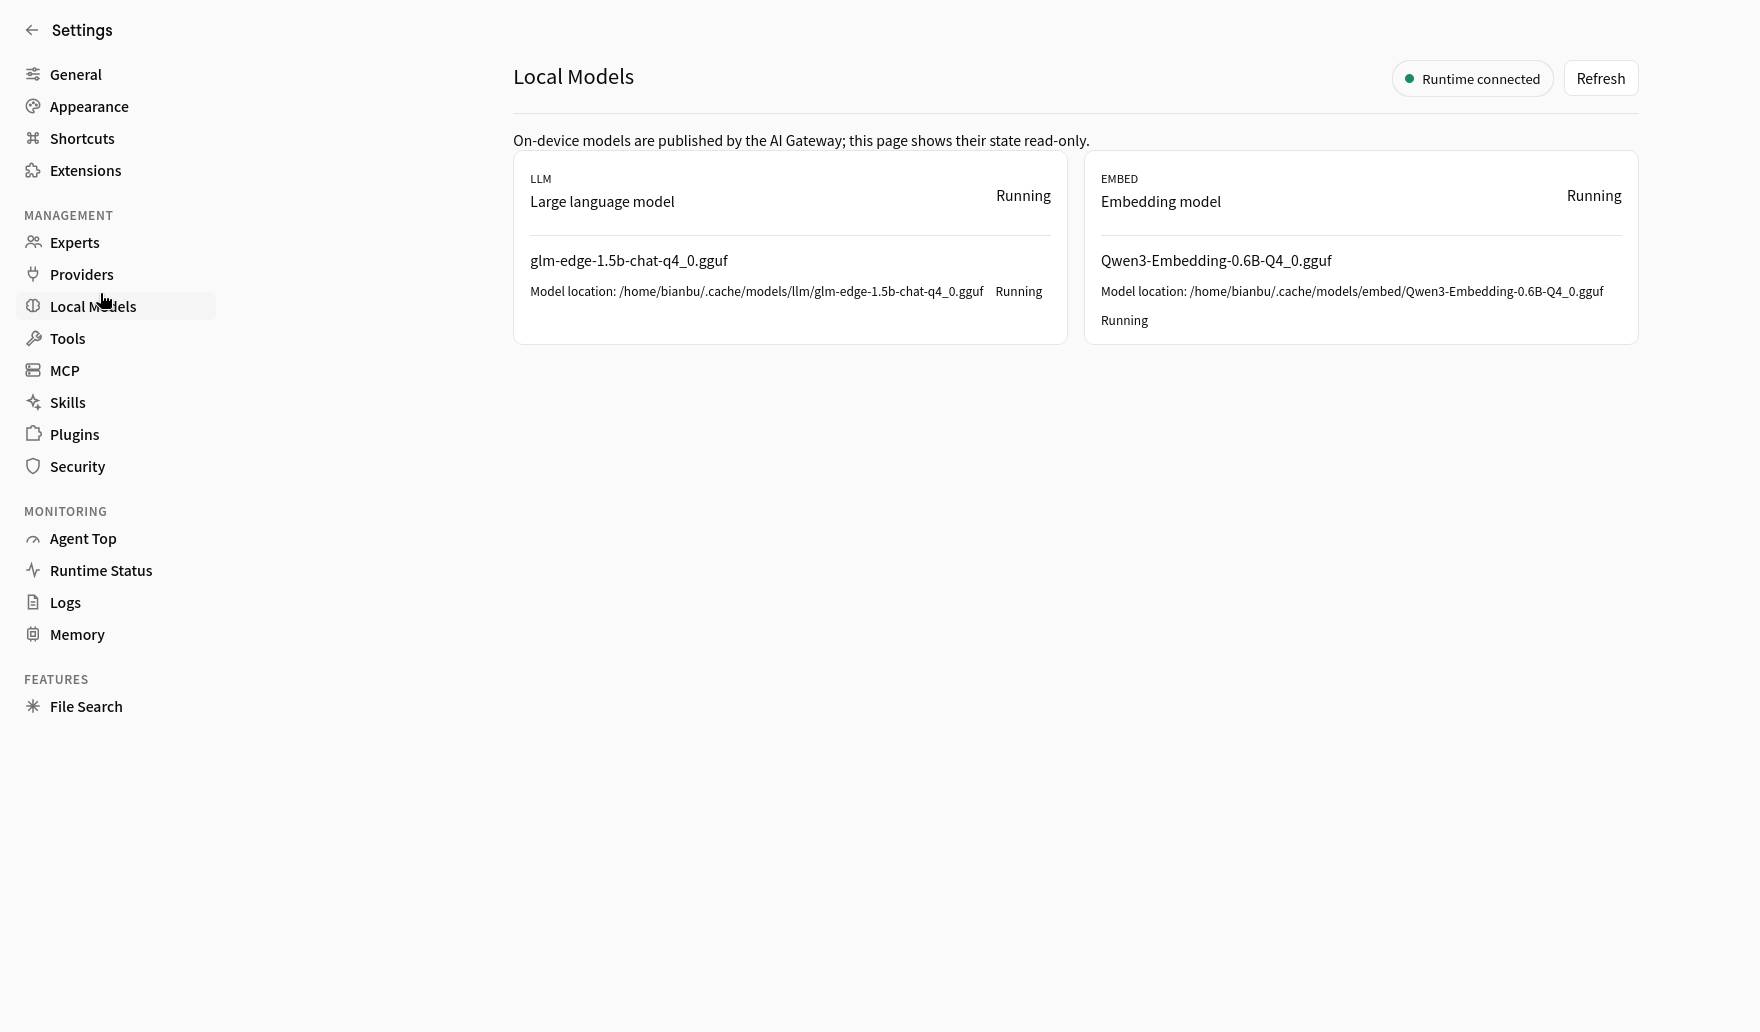 Settings
General
Appearance
Shortcuts
Extensions
MANAGEMENT
Experts
Providers
Local Models
Tools
MCP
Skills
Plugins
Security
MONITORING
Agent Top
Runtime Status
Logs
Memory
FEATURES
File Search
Local Models
Runtime connected
Refresh
On-device models are published by the AI Gateway; this page shows their state read-only.
LLM
Large language model
Running
glm-edge-1.5b-chat-q4_0.gguf
Model location: /home/bianbu/.cache/models/llm/glm-edge-1.5b-chat-q4_0.gguf Running
EMBED
Embedding model
Running
Qwen3-Embedding-0.6B-Q4_0.gguf
Model location: /home/bianbu/.cache/models/embed/Qwen3-Embedding-0.6B-Q4_0.gguf
Running